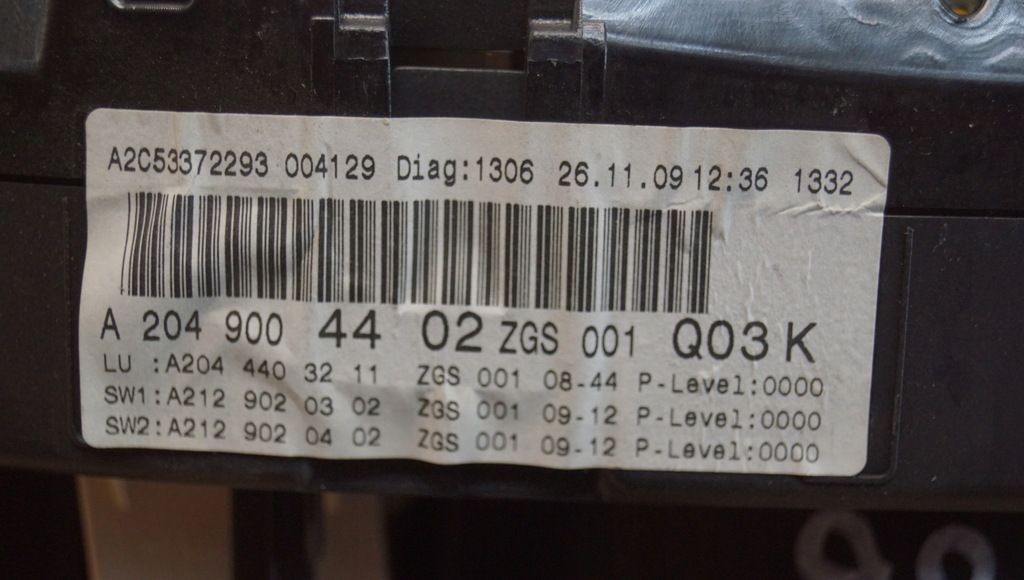 A2C53372293 004129 Diag:1306 26.11.09 12:36 1332
A 204 900 44 02 ZGS 001 Q03 K
LU :A204 440 32 11 ZGS 001 08-44 P-Level:0000
SW1:A212 902 03 02 ZGS 001 09-12 P-Level:0000
SW2:A212 902 04 02 ZGS 001 09-12 P-Level:0000